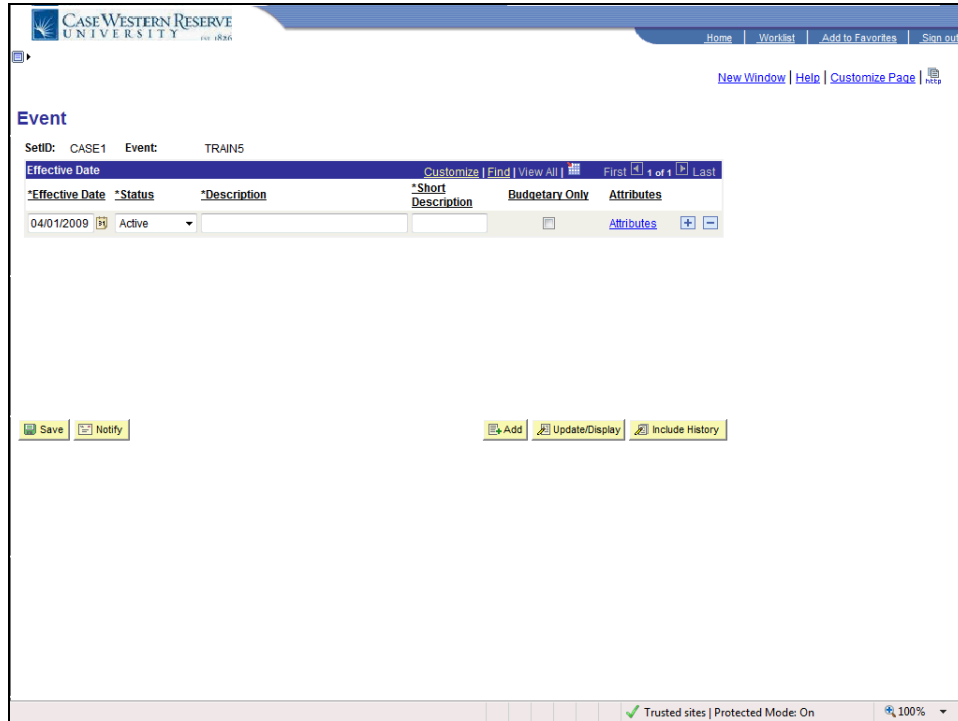 CASE WESTERN RESERVE
UNIVERSITY EST. 1826
Home | Worklist | Add to Favorites | Sign out
New Window | Help | Customize Page | http
Event
SetID: CASE1 Event: TRAIN5
Effective Date Customize | Find | View All | First 1 of 1 Last
*Effective Date *Status *Description *Short Description Budgetary Only Attributes
04/01/2009 31 Active Attributes + -
Save Notify Add Update/Display Include History
Trusted sites | Protected Mode: On 100%